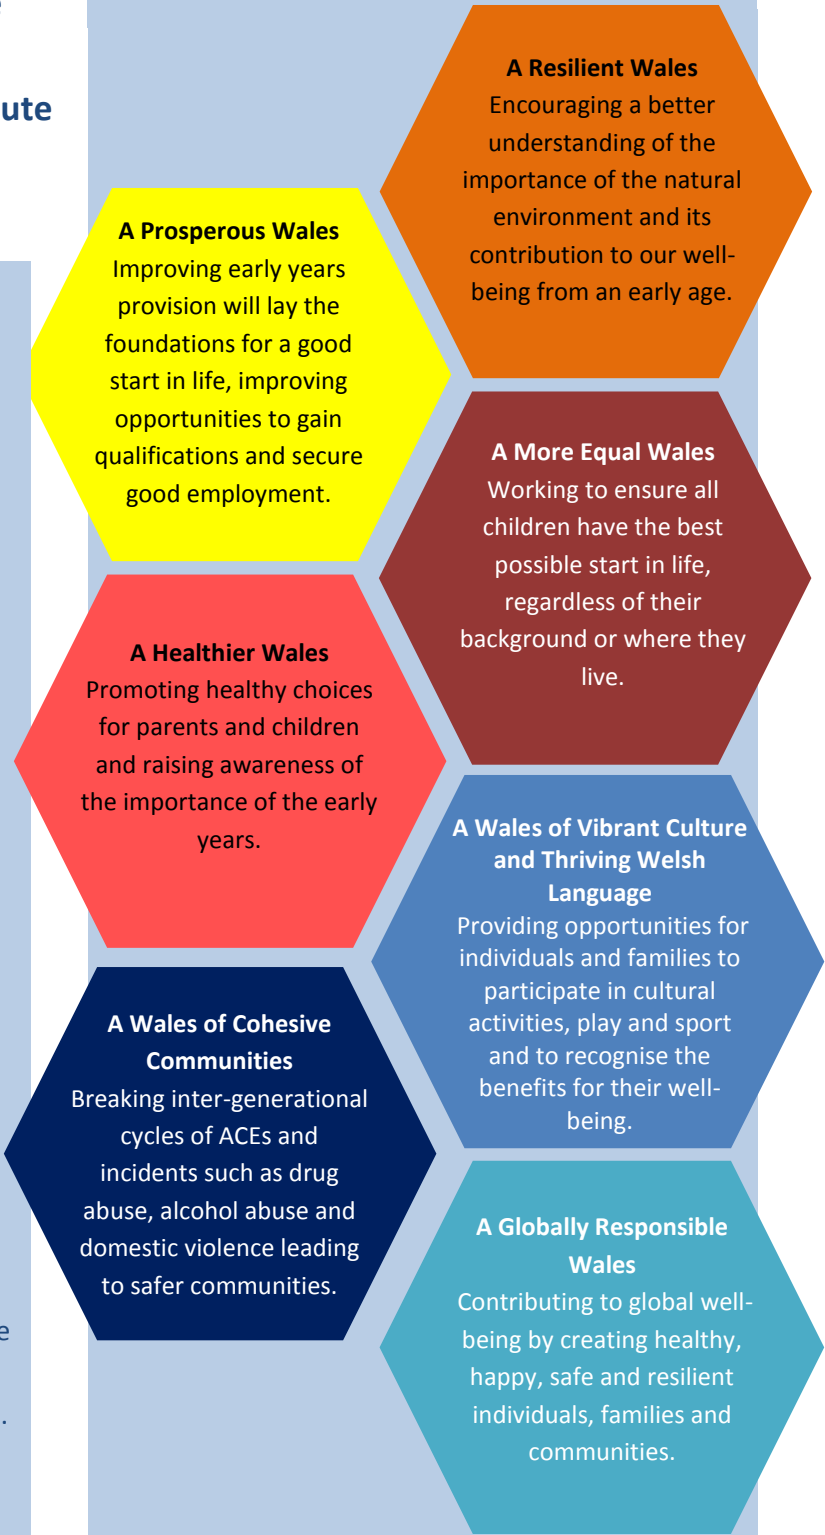 ute
A Resilient Wales
Encouraging a better
understanding of the
importance of the natural
environment and its
contribution to our well-
being from an early age.
A Prosperous Wales
Improving early years
provision will lay the
foundations for a good
start in life, improving
opportunities to gain
qualifications and secure
good employment.
A More Equal Wales
Working to ensure all
children have the best
possible start in life,
regardless of their
background or where they
live.
A Healthier Wales
Promoting healthy choices
for parents and children
and raising awareness of
the importance of the early
years.
A Wales of Vibrant Culture
and Thriving Welsh
Language
Providing opportunities for
individuals and families to
participate in cultural
activities, play and sport
and to recognise the
benefits for their well-
being.
A Wales of Cohesive
Communities
Breaking inter-generational
cycles of ACEs and
incidents such as drug
abuse, alcohol abuse and
domestic violence leading
to safer communities.
e
.
A Globally Responsible
Wales
Contributing to global well-
being by creating healthy,
happy, safe and resilient
individuals, families and
communities.